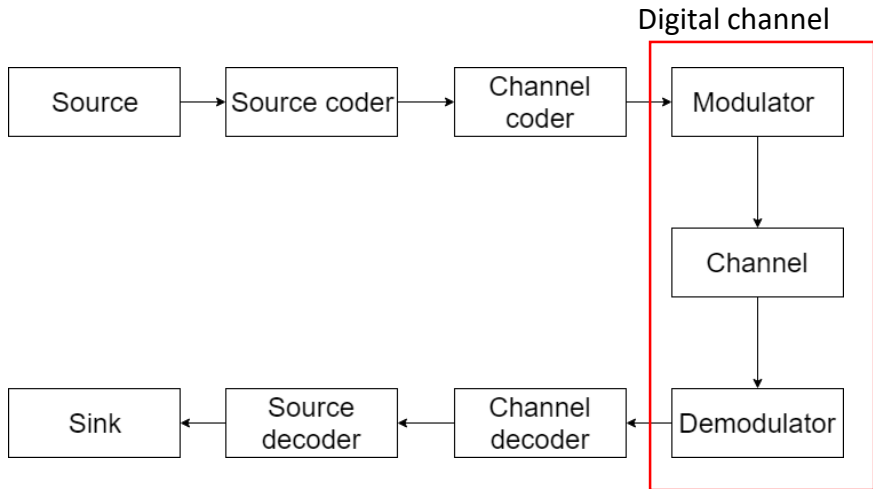 Digital channel
Source
Source coder
Channel
coder
Modulator
Channel
Sink
Source
decoder
Channel
decoder
Demodulator